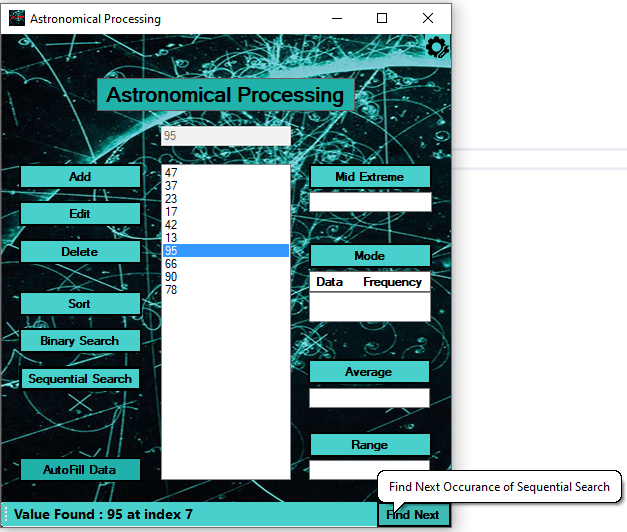 Astronomical Processing
Astronomical Processing
95
Add
Edit
Delete
Sort
Binary Search
Sequential Search
AutoFill Data
47
37
23
17
42
13
95
66
90
78
Mid Extreme
Mode
Data Frequency
Average
Range
Find Next Occurance of Sequential Search
Value Found : 95 at index 7
Find Next